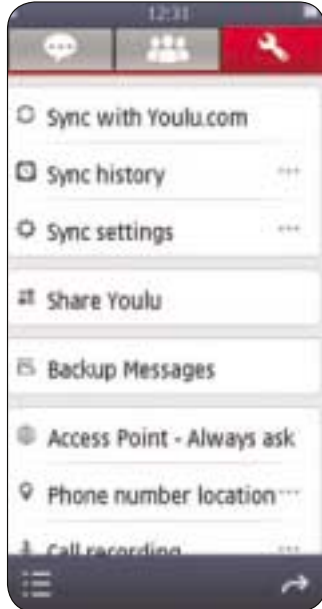 12:31
Sync with Youlu.com
Sync history
Sync settings
Share Youlu
Backup Messages
Access Point - Always ask
Phone number location
Call recording